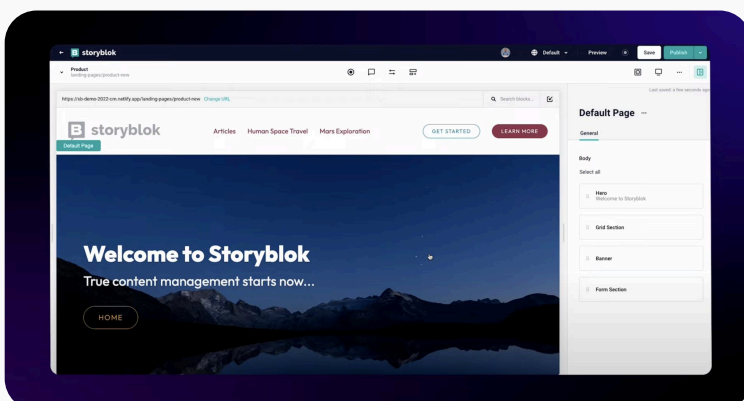 storyblok
Default
Preview
Save
Publish
Product
landing-pages/product-new
Last saved: a few seconds ago
https://sb-demo-2022-crn.netlify.app/landing-pages/product-new Change URL
Search blocks...
storyblok
Articles Human Space Travel Mars Exploration
GET STARTED
LEARN MORE
Default Page
Welcome to Storyblok
True content management starts now...
HOME
Default Page
General
Body
Select all
Hero
Welcome to Storyblok
Grid Section
Banner
Form Section